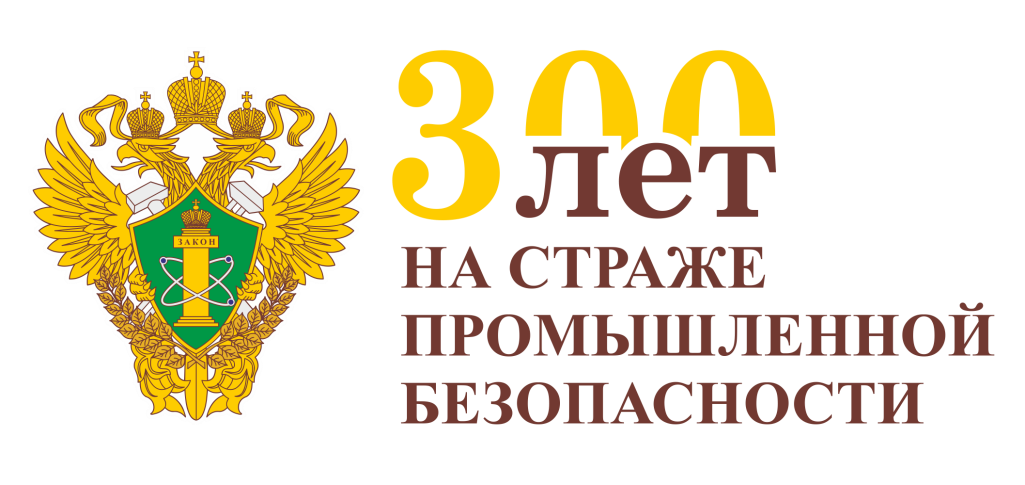 ЗАКОН
300
лет
НА СТРАЖЕ
ПРОМЫШЛЕННОЙ
БЕЗОПАСНОСТИ